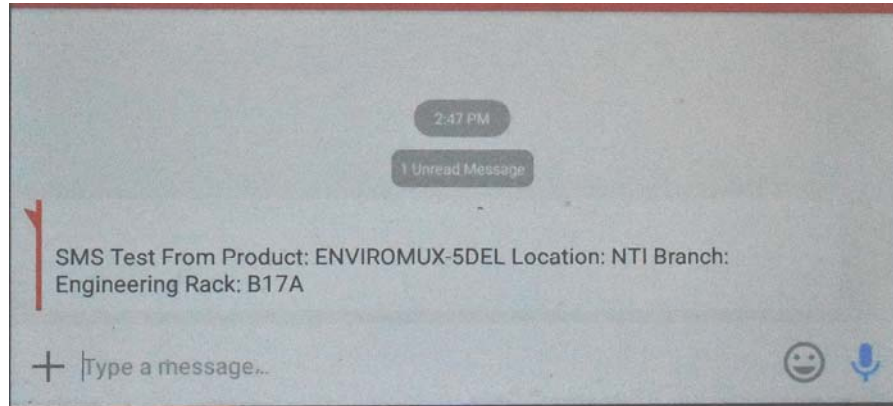 2:47 PM
1 Unread Message
SMS Test From Product: ENVIROMUX-5DEL Location: NTI Branch:
Engineering Rack: B17A
Type a message...